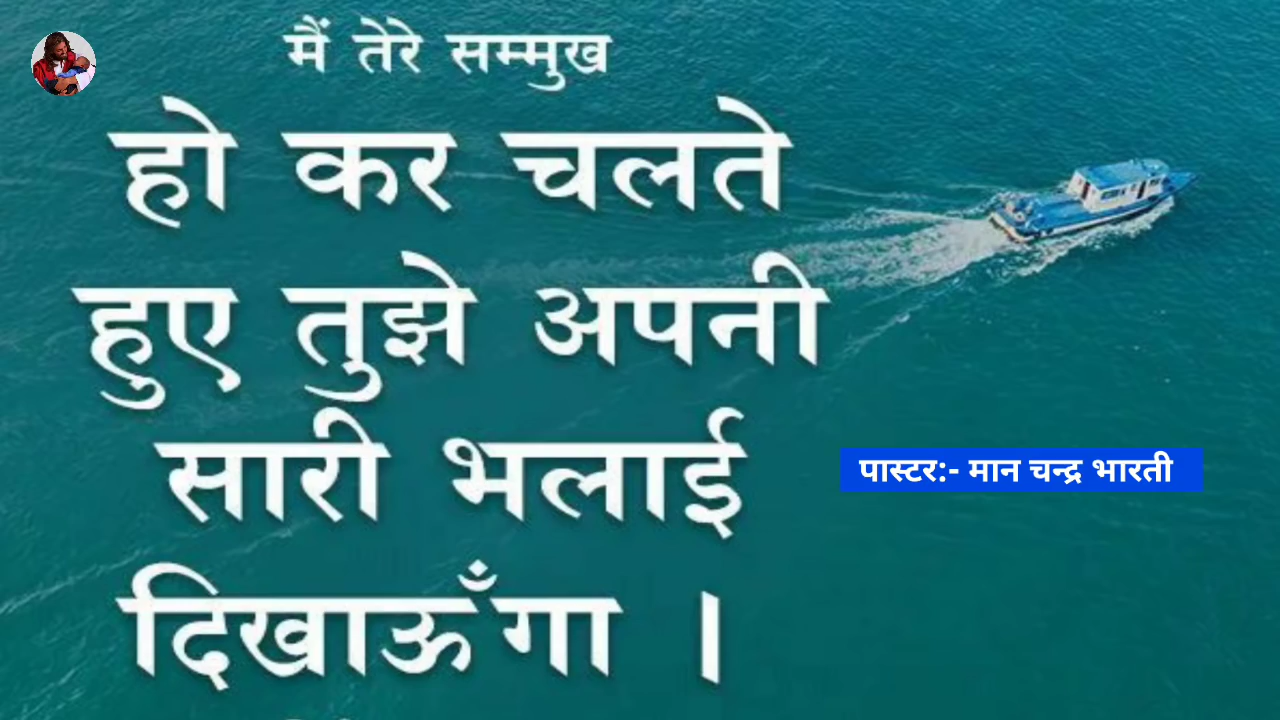 मैं तेरे सम्मुख
हो कर चलते
हुए तुझे अपनी
सारी भलाई
दिखाऊँगा ।
पास्टर:- मान चन्द्र भारती